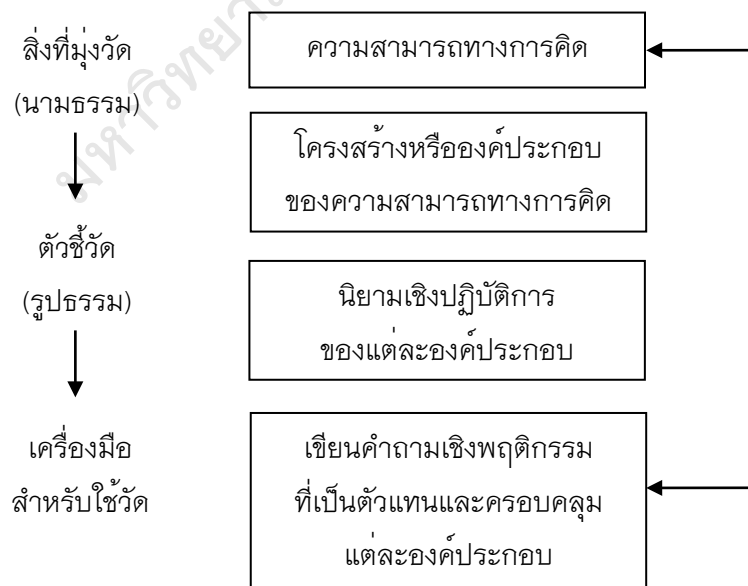 สิ่งที่มุ่งวัด
(นามธรรม)
ตัวชี้วัด
(รูปธรรม)
เครื่องมือ
สำหรับใช้วัด
ความสามารถทางการคิด
โครงสร้างหรือองค์ประกอบ
ของความสามารถทางการคิด
นิยามเชิงปฏิบัติการ
ของแต่ละองค์ประกอบ
เขียนคำถามเชิงพฤติกรรม
ที่เป็นตัวแทนและครอบคลุม
แต่ละองค์ประกอบ